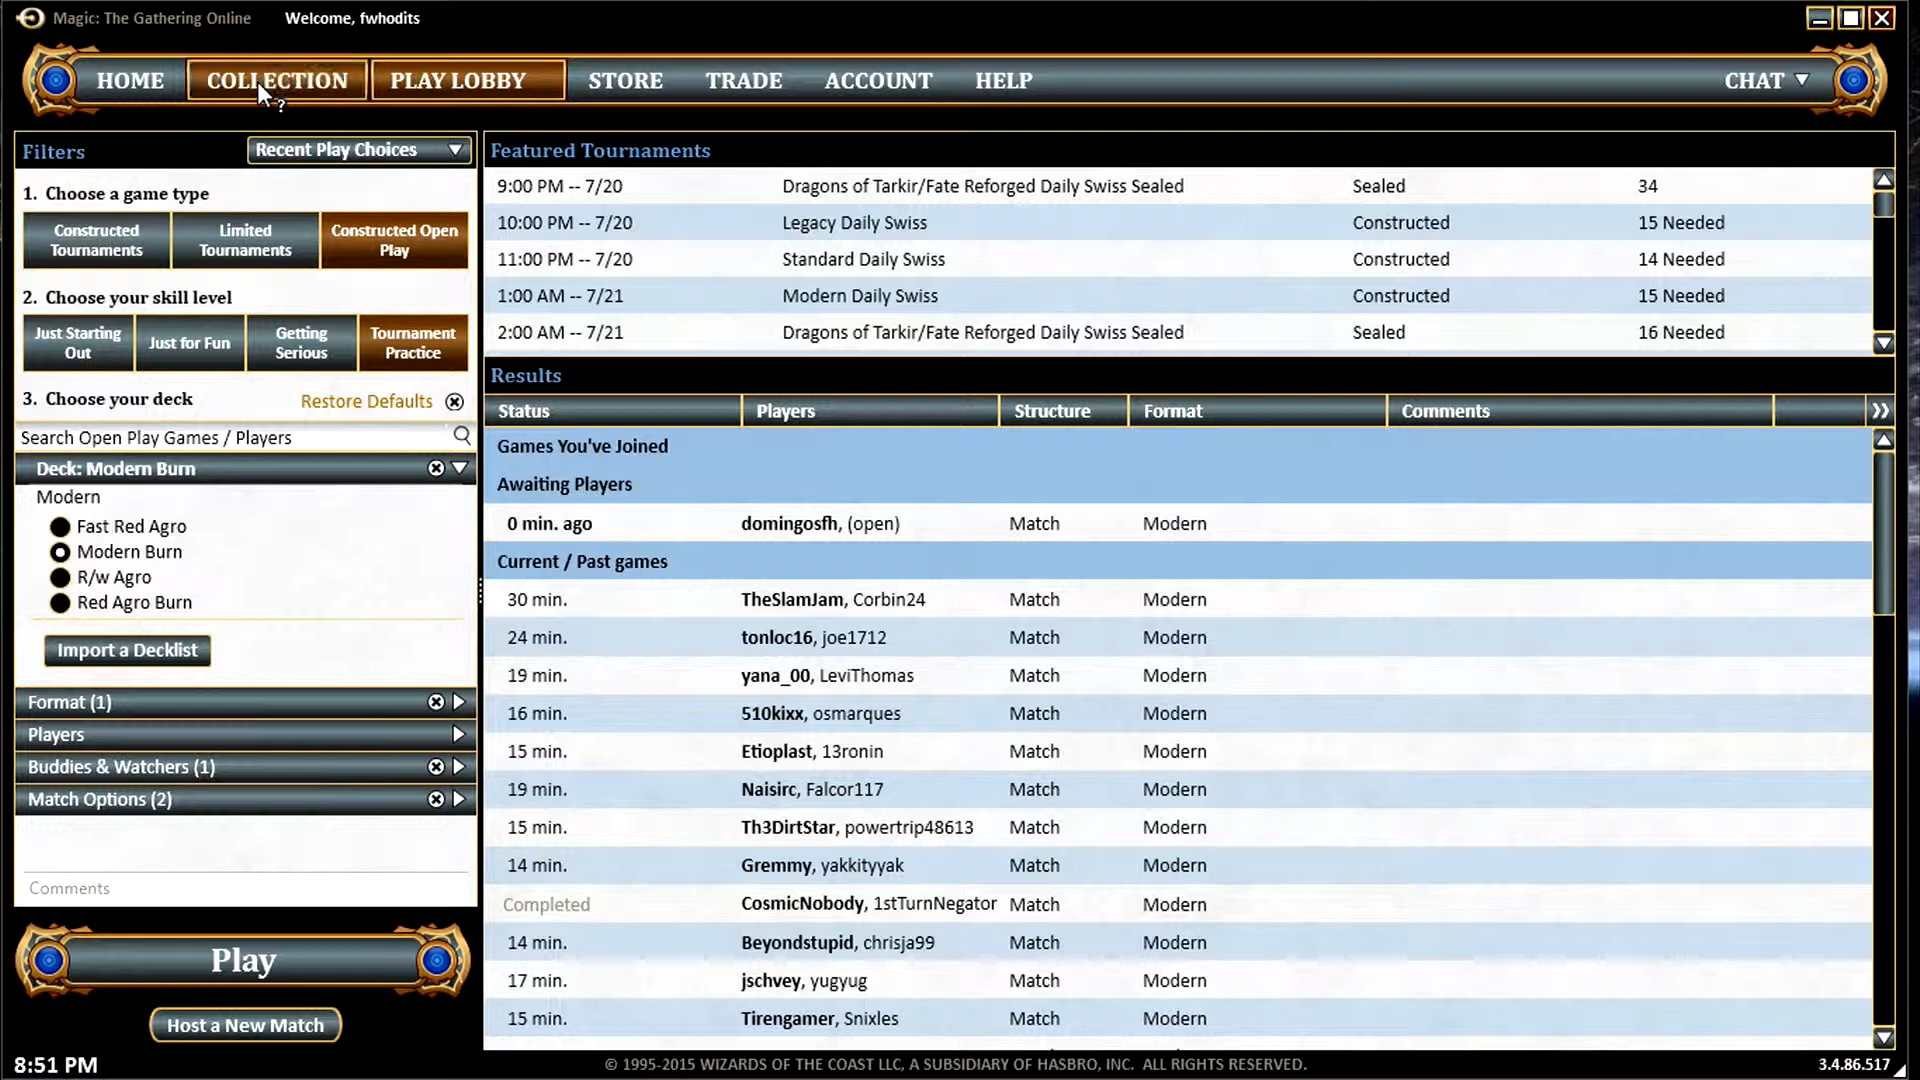 Magic: The Gathering Online Welcome, fwhodits
HOME COLLECTION PLAY LOBBY STORE TRADE ACCOUNT HELP CHAT
?
Filters Recent Play Choices
1. Choose a game type
Constructed Tournaments
Limited Tournaments
Constructed Open Play
2. Choose your skill level
Just Starting Out
Just for Fun
Getting Serious
Tournament Practice
3. Choose your deck Restore Defaults
Search Open Play Games / Players
Deck: Modern Burn
Modern
Fast Red Agro
Modern Burn
R/w Agro
Red Agro Burn
Import a Decklist
Format (1)
Players
Buddies & Watchers (1)
Match Options (2)
Comments
Play
Host a New Match
8:51 PM
Featured Tournaments
9:00 PM -- 7/20 Dragons of Tarkir/Fate Reforged Daily Swiss Sealed Sealed 34
10:00 PM -- 7/20 Legacy Daily Swiss Constructed 15 Needed
11:00 PM -- 7/20 Standard Daily Swiss Constructed 14 Needed
1:00 AM -- 7/21 Modern Daily Swiss Constructed 15 Needed
2:00 AM -- 7/21 Dragons of Tarkir/Fate Reforged Daily Swiss Sealed Sealed 16 Needed
Results
Status Players Structure Format Comments
Games You've Joined
Awaiting Players
0 min. ago domingosfh, (open) Match Modern
Current / Past games
30 min. TheSlamJam, Corbin24 Match Modern
24 min. tonloc16, joe1712 Match Modern
19 min. yana_00, LeviThomas Match Modern
16 min. 510kixx, osmarques Match Modern
15 min. Etioplast, 13ronin Match Modern
19 min. Naisirc, Falcor117 Match Modern
15 min. Th3DirtStar, powertrip48613 Match Modern
14 min. Gremmy, yakkityyak Match Modern
Completed CosmicNobody, 1stTurnNegator Match Modern
14 min. Beyondstupid, chrisja99 Match Modern
17 min. jschvey, yugyug Match Modern
15 min. Tirengamer, Snixles Match Modern
© 1995-2015 WIZARDS OF THE COAST LLC, A SUBSIDIARY OF HASBRO, INC. ALL RIGHTS RESERVED.
3.4.86.517